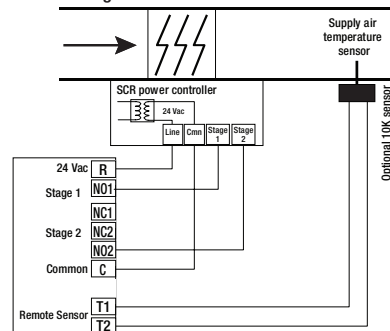 Supply air
temperature
sensor
SCR power controller
24 Vac
Line Cmn Stage 1 Stage 2
Optional 10K sensor
24 Vac R
Stage 1 NO1
NC1
Stage 2 NC2
NO2
Common C
Remote Sensor T1
T2